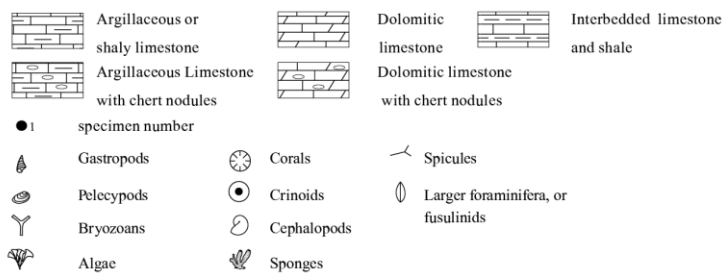 Argillaceous or
shaly limestone
Dolomitic
limestone
Interbedded limestone
and shale
Argillaceous Limestone
with chert nodules
Dolomitic limestone
with chert nodules
1 specimen number
Gastropods
Corals
Spicules
Pelecypods
Crinoids
Larger foraminifera, or
fusulinids
Bryozoans
Cephalopods
Algae
Sponges